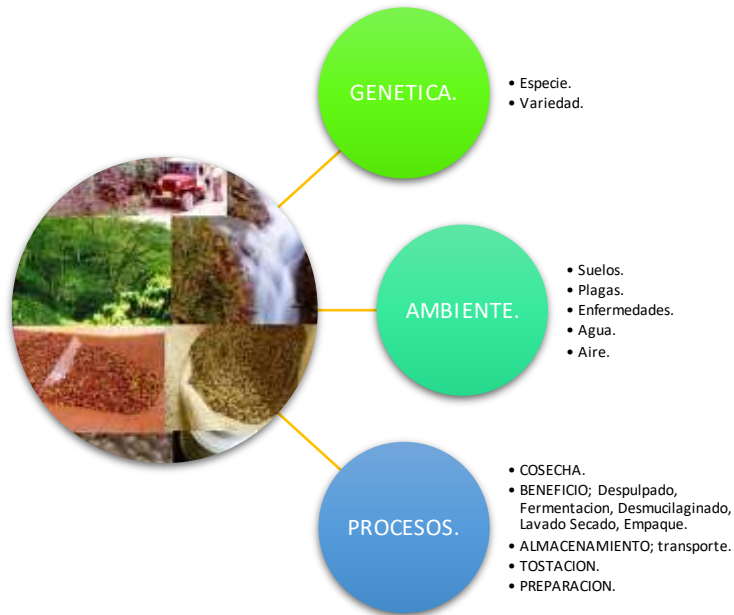 GENETICA.
• Especie.
• Variedad.
AMBIENTE.
• Suelos.
• Plagas.
• Enfermedades.
• Agua.
• Aire.
PROCESOS.
• COSECHA.
• BENEFICIO; Despulpado,
Fermentacion, Desmucilaginado,
Lavado Secado, Empaque.
• ALMACENAMIENTO; transporte.
• TOSTACION.
• PREPARACION.